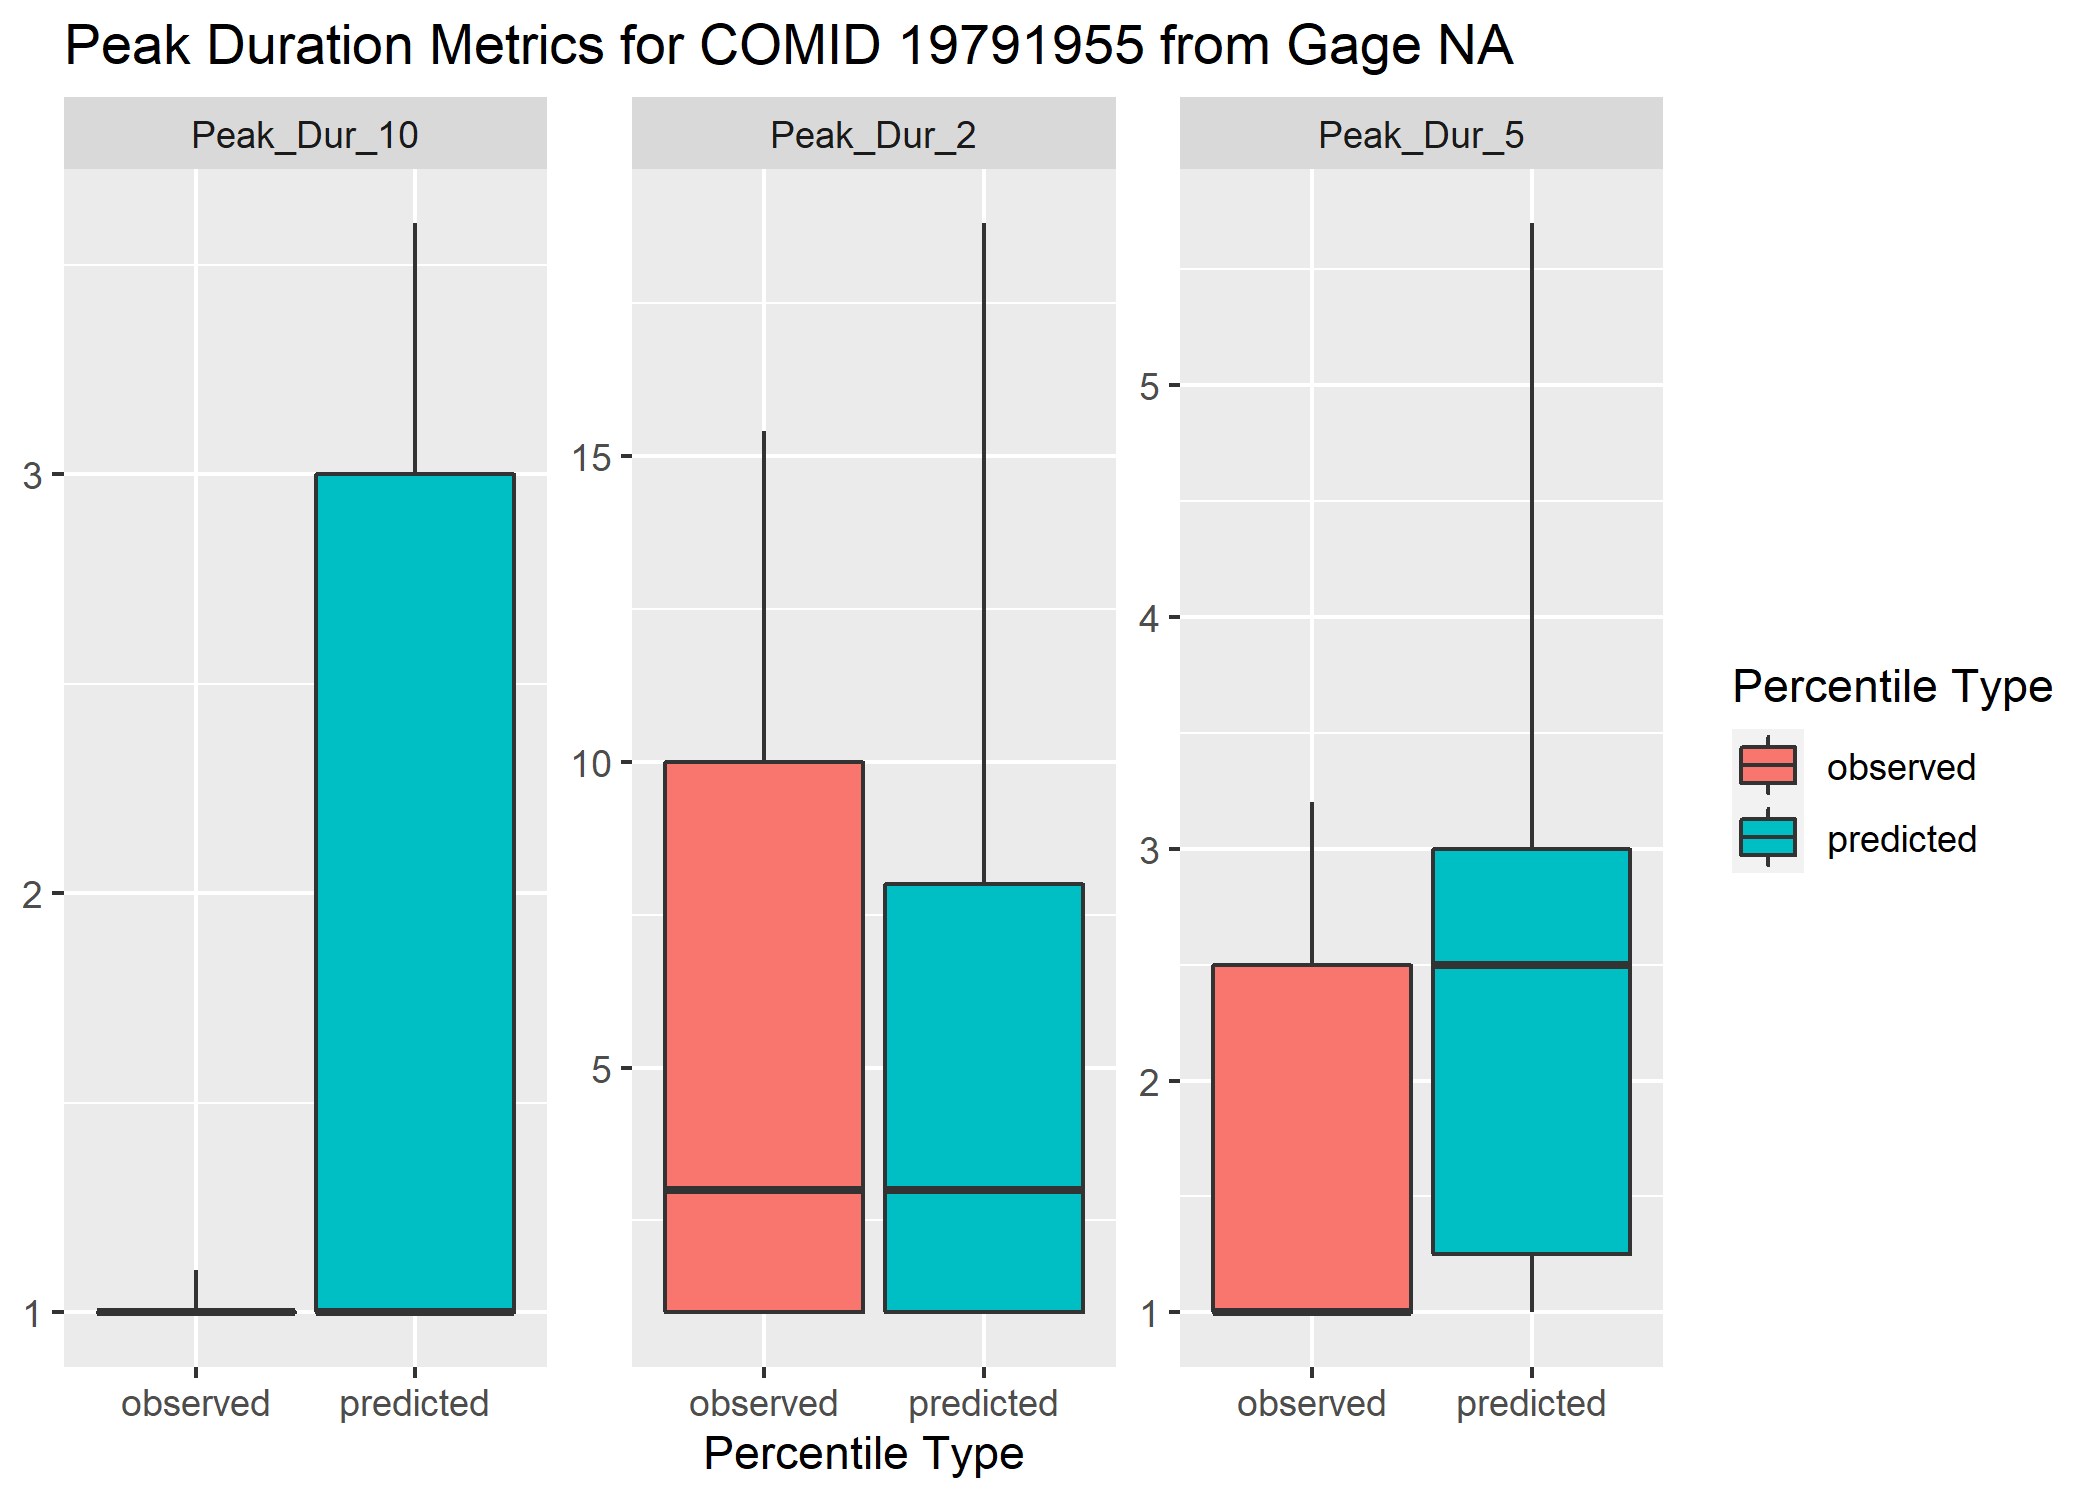 Peak Duration Metrics for COMID 19791955 from Gage NA
Peak_Dur_10
Peak_Dur_2
Peak_Dur_5
3
2
1
15
10
5
5
4
3
2
1
observed
predicted
observed
predicted
observed
predicted
Percentile Type
Percentile Type
observed
predicted